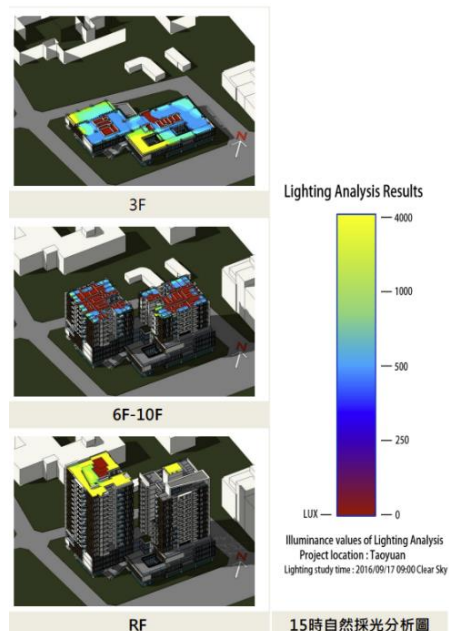 N
3F
N
6F-10F
N
RF
Lighting Analysis Results
4000
1000
500
250
LUX
0
Illuminance values of Lighting Analysis
Project location : Taoyuan
Lighting study time : 2016/09/17 09:00 Clear Sky
15時自然採光分析圖